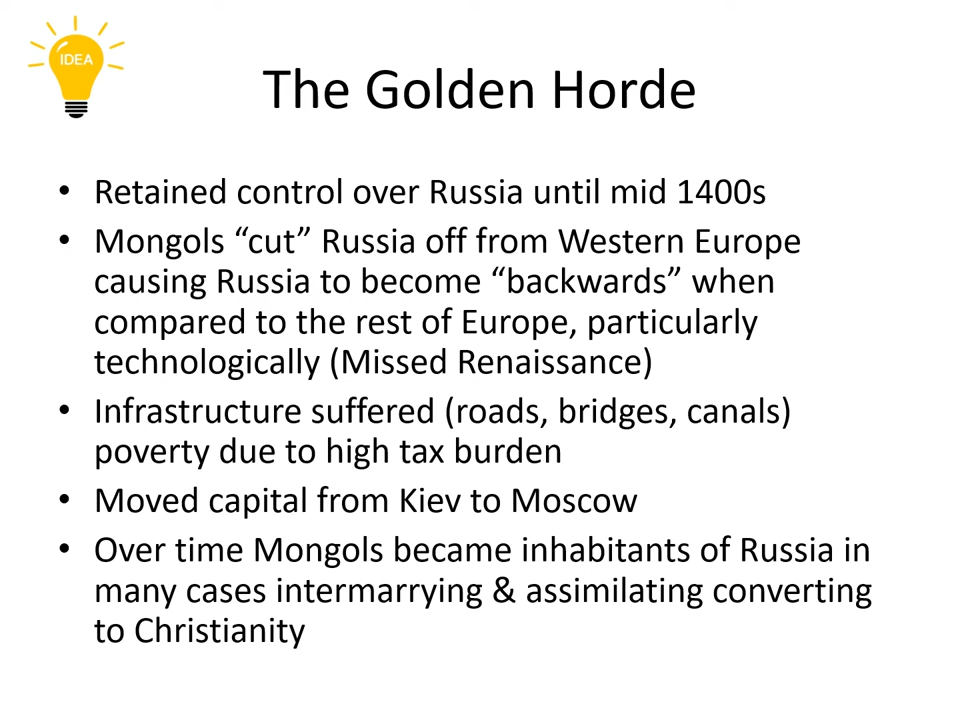 IDEA
The Golden Horde
• Retained control over Russia until mid 1400s
• Mongols “cut” Russia off from Western Europe
causing Russia to become “backwards” when
compared to the rest of Europe, particularly
technologically (Missed Renaissance)
• Infrastructure suffered (roads, bridges, canals)
poverty due to high tax burden
• Moved capital from Kiev to Moscow
• Over time Mongols became inhabitants of Russia in
many cases intermarrying & assimilating converting
to Christianity